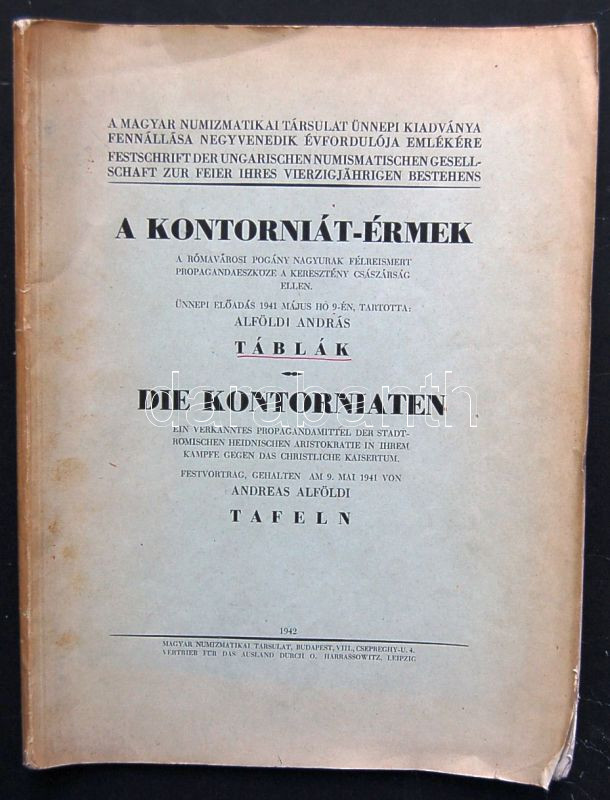 A MAGYAR NUMIZMATIKAI TÁRSULAT ÜNNEPI KIADVÁNYA
FENNÁLLÁSA NEGYVENEDIK ÉVFORDULÓJA EMLÉKÉRE
FESTSCHRIFT DER UNGARISCHEN NUMISMATISCHEN GESELL-
SCHAFT ZUR FEIER IHRES VIERZIGJÄHRIGEN BESTEHENS
A KONTORNIÁT-ÉRMEK
A RÓMAVÁROSI POGÁNY NAGYURAK FÉLREISMERT
PROPAGANDAESZKÖZE A KERESZTÉNY CSÁSZÁRSÁG
ELLEN.
ÜNNEPI ELŐADÁS 1941 MÁJUS HÓ 9-ÉN, TARTOTTA:
ALFÖLDI ANDRÁS
TÁBLÁK
darabanth
DIE KONTORNIATEN
EIN VERKANNTES PROPAGANDAMITTEL DER STADT-
RÖMISCHEN HEIDNISCHEN ARISTOKRATIE IN IHREM
KAMPFE GEGEN DAS CHRISTLICHE KAISERTUM.
FESTVORTRAG, GEHALTEN AM 9. MAI 1941 VON
ANDREAS ALFÖLDI
TAFELN
1942
MAGYAR NUMIZMATIKAI TÁRSULAT, BUDAPEST, VIII., CSEPREGHY-U. 4.
VERTRIEB FÜR DAS AUSLAND DURCH O. HARRASSOWITZ, LEIPZIG